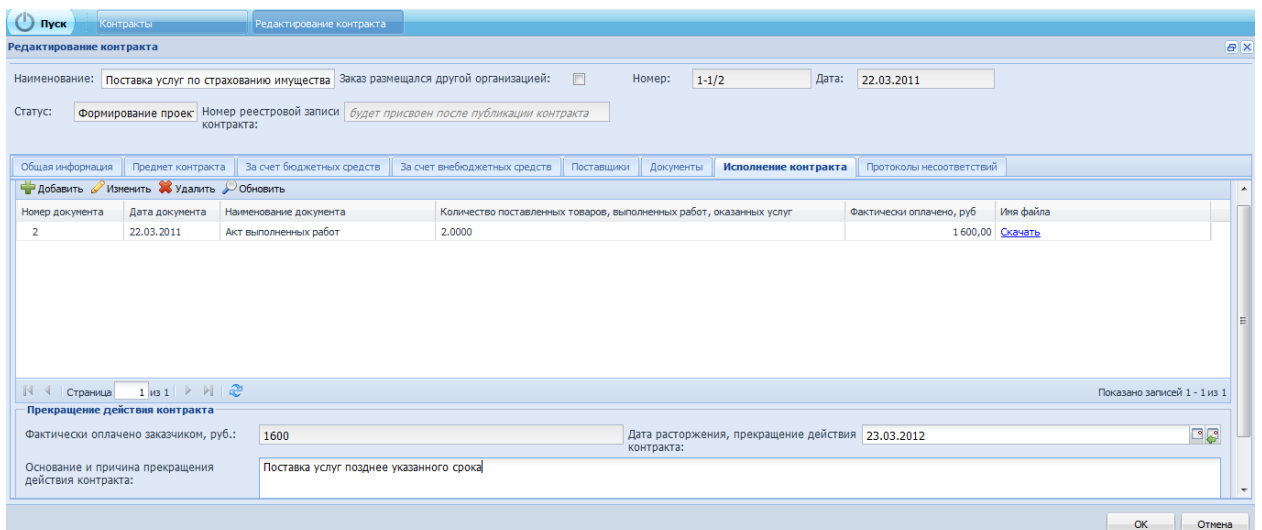 Пуск Контракты Редактирование контракта
Редактирование контракта
Наименование: Поставка услуг по страхованию имущества Заказ размещался другой организацией: Номер: 1-1/2 Дата: 22.03.2011
Статус: Формирование проек Номер реестровой записи контракта: будет присвоен после публикации контракта
Общая информация Предмет контракта За счет бюджетных средств За счет внебюджетных средств Поставщики Документы Исполнение контракта Протоколы несоответствий
Добавить Изменить Удалить Обновить
Номер документа Дата документа Наименование документа Количество поставленных товаров, выполненных работ, оказанных услуг Фактически оплачено, руб Имя файла
2 22.03.2011 Акт выполненных работ 2.0000 1 600,00 Скачать
Страница 1 из 1 Показано записей 1 - 1 из 1
Прекращение действия контракта
Фактически оплачено заказчиком, руб.: 1600 Дата расторжения, прекращение действия контракта: 23.03.2012
Основание и причина прекращения действия контракта: Поставка услуг позднее указанного срока
ОК Отмена